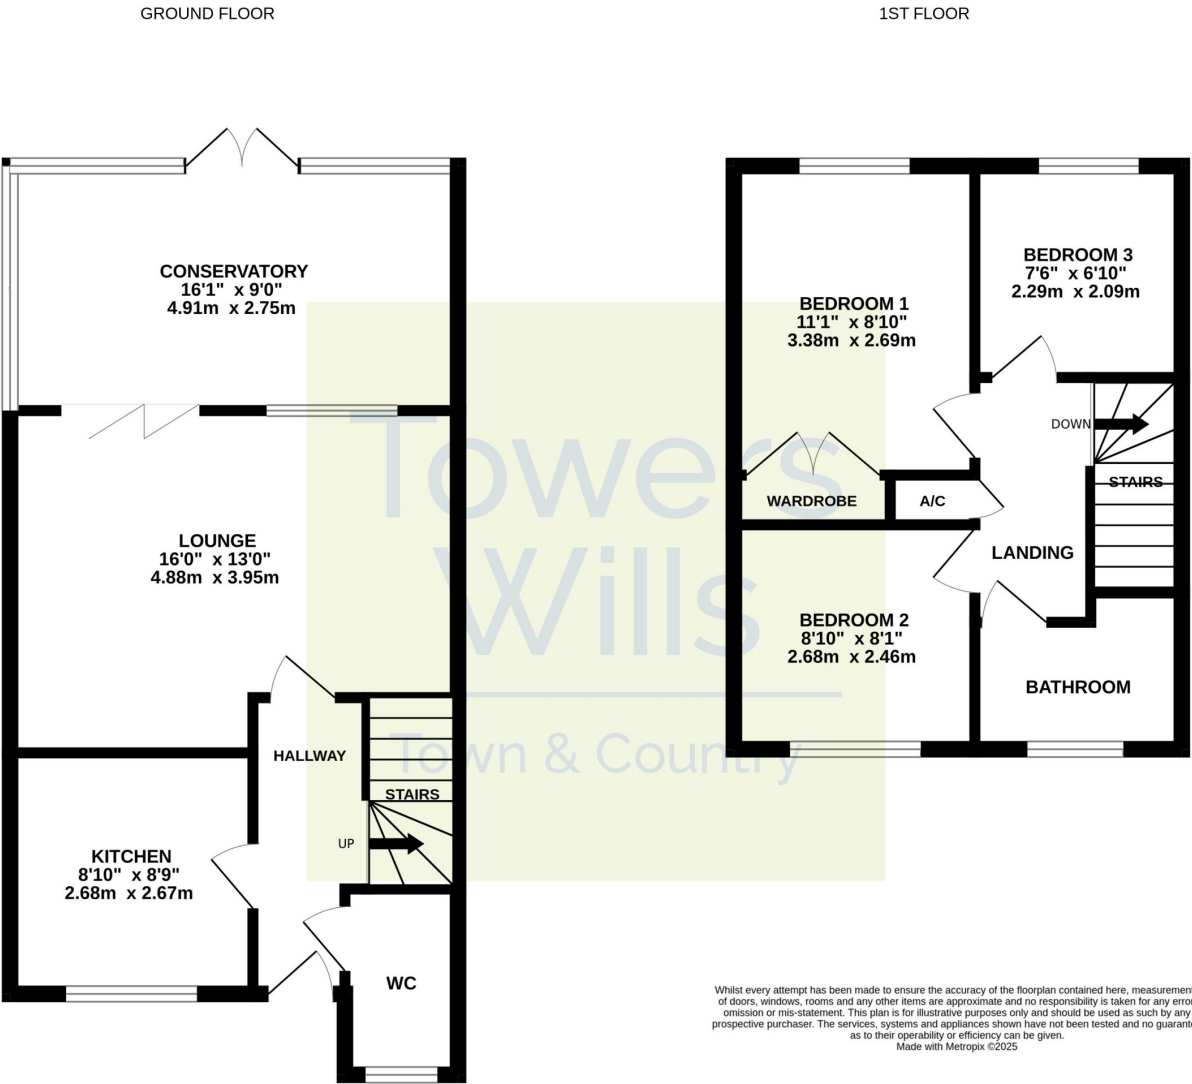 GROUND FLOOR
1ST FLOOR
CONSERVATORY
16'1" x 9'0"
4.91m x 2.75m
LOUNGE
16'0" x 13'0"
4.88m x 3.95m
HALLWAY
STAIRS
UP
KITCHEN
8'10" x 8'9"
2.68m x 2.67m
WC
BEDROOM 1
11'1" x 8'10"
3.38m x 2.69m
BEDROOM 3
7'6" x 6'10"
2.29m x 2.09m
DOWN
STAIRS
WARDROBE
A/C
LANDING
BEDROOM 2
8'10" x 8'1"
2.68m x 2.46m
BATHROOM
Towers
Wills
Town & Country
Whilst every attempt has been made to ensure the accuracy of the floorplan contained here, measurement
of doors, windows, rooms and any other items are approximate and no responsibility is taken for any error
omission or mis-statement. This plan is for illustrative purposes only and should be used as such by any
prospective purchaser. The services, systems and appliances shown have not been tested and no guarante
as to their operability or efficiency can be given.
Made with Metropix ©2025